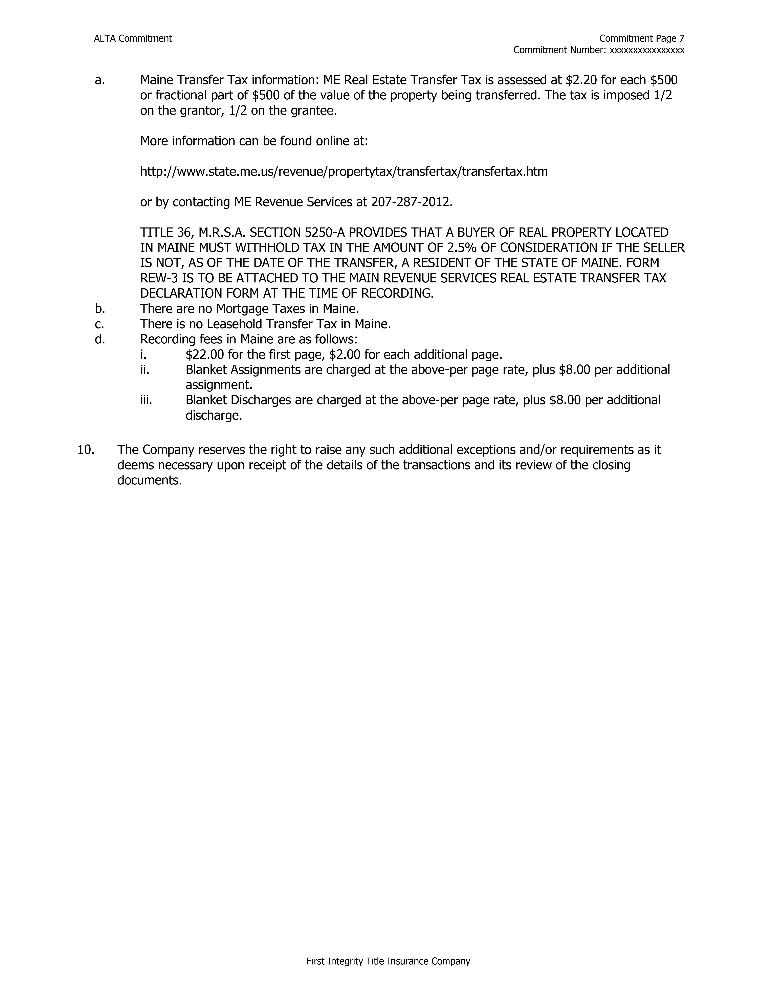 ALTA Commitment
Commitment Page 7
Commitment Number: xxxxxxxxxxxxxxxx
a. Maine Transfer Tax information: ME Real Estate Transfer Tax is assessed at $2.20 for each $500
or fractional part of $500 of the value of the property being transferred. The tax is imposed 1/2
on the grantor, 1/2 on the grantee.
More information can be found online at:
http://www.state.me.us/revenue/propertytax/transfertax/transfertax.htm
or by contacting ME Revenue Services at 207-287-2012.
TITLE 36, M.R.S.A. SECTION 5250-A PROVIDES THAT A BUYER OF REAL PROPERTY LOCATED
IN MAINE MUST WITHHOLD TAX IN THE AMOUNT OF 2.5% OF CONSIDERATION IF THE SELLER
IS NOT, AS OF THE DATE OF THE TRANSFER, A RESIDENT OF THE STATE OF MAINE. FORM
REW-3 IS TO BE ATTACHED TO THE MAIN REVENUE SERVICES REAL ESTATE TRANSFER TAX
DECLARATION FORM AT THE TIME OF RECORDING.
b. There are no Mortgage Taxes in Maine.
c. There is no Leasehold Transfer Tax in Maine.
d. Recording fees in Maine are as follows:
i. $22.00 for the first page, $2.00 for each additional page.
ii. Blanket Assignments are charged at the above-per page rate, plus $8.00 per additional
assignment.
iii. Blanket Discharges are charged at the above-per page rate, plus $8.00 per additional
discharge.
10. The Company reserves the right to raise any such additional exceptions and/or requirements as it
deems necessary upon receipt of the details of the transactions and its review of the closing
documents.
First Integrity Title Insurance Company